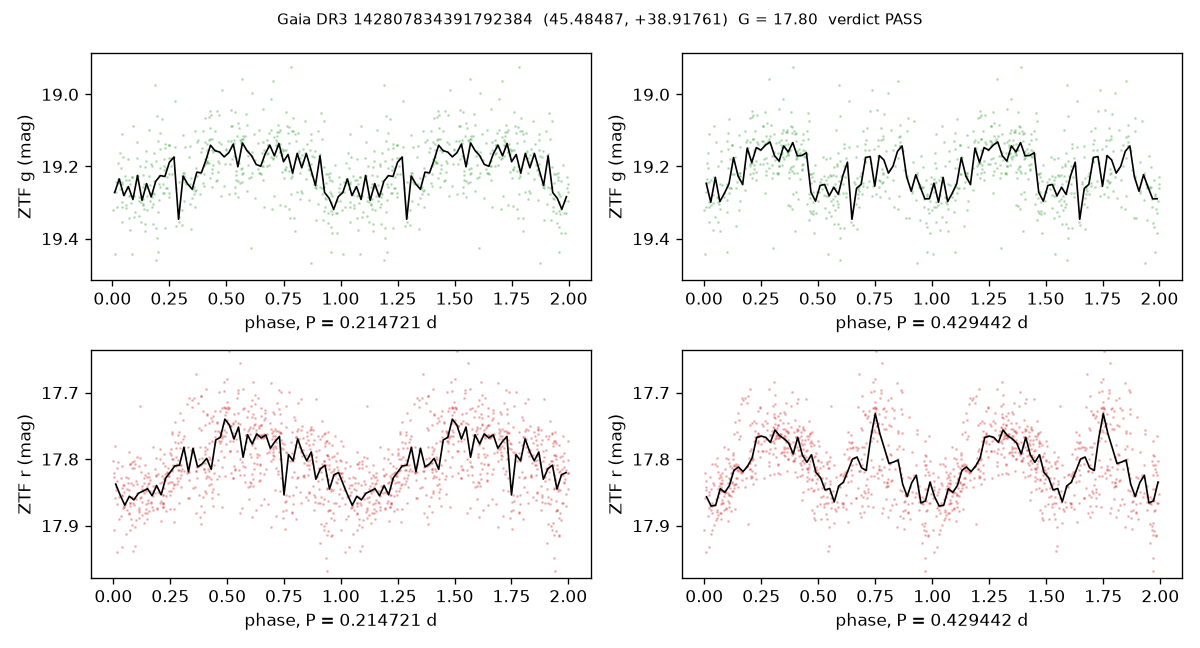 Gaia DR3 142807834391792384  (45.48487, +38.91761)  G = 17.80  verdict PASS
ZTF g (mag)
19.0
19.2
19.4
0.00 0.25 0.50 0.75 1.00 1.25 1.50 1.75 2.00
phase, P = 0.214721 d
ZTF g (mag)
19.0
19.2
19.4
0.00 0.25 0.50 0.75 1.00 1.25 1.50 1.75 2.00
phase, P = 0.429442 d
ZTF r (mag)
17.7
17.8
17.9
0.00 0.25 0.50 0.75 1.00 1.25 1.50 1.75 2.00
phase, P = 0.214721 d
ZTF r (mag)
17.7
17.8
17.9
0.00 0.25 0.50 0.75 1.00 1.25 1.50 1.75 2.00
phase, P = 0.429442 d